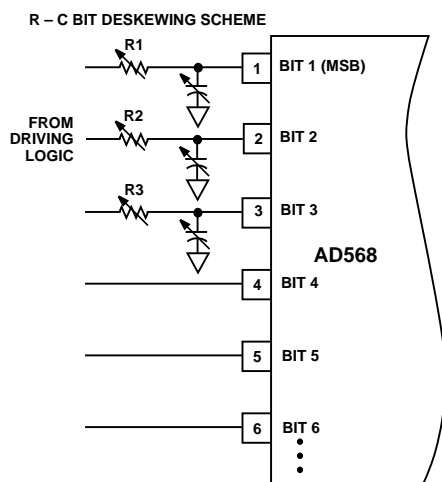 R – C BIT DESKEWING SCHEME
R1
1 BIT 1 (MSB)
FROM
DRIVING
LOGIC
R2
2 BIT 2
R3
3 BIT 3
AD568
4 BIT 4
5 BIT 5
6 BIT 6